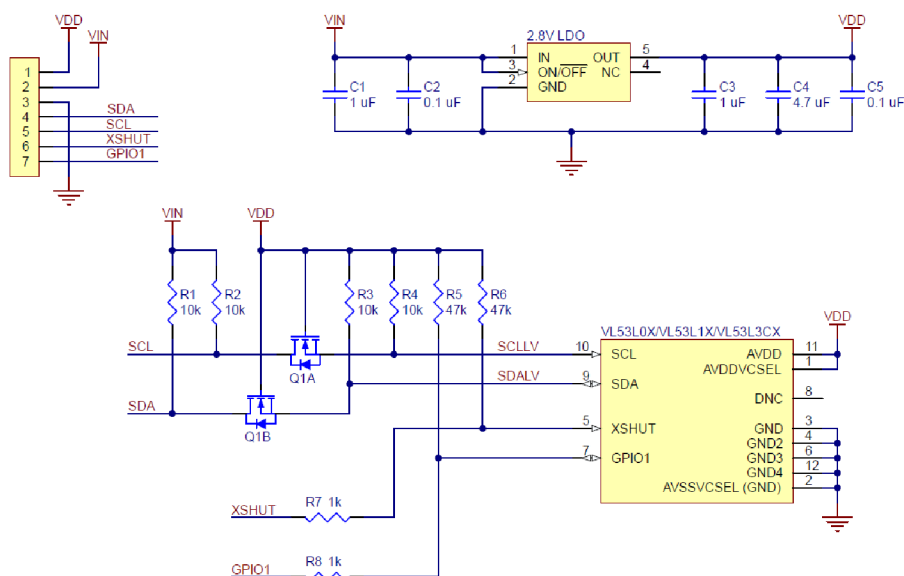 VDD
VIN
1
2
3
4 SDA
5 SCL
6 XSHUT
7 GPIO1
VIN
VDD
2.8V LDO
1 IN OUT 5
3 ON/OFF NC 4
2 GND
C1
1 uF
C2
0.1 uF
C3
1 uF
C4
4.7 uF
C5
0.1 uF
VIN
VDD
R1
10k
R2
10k
R3
10k
R4
10k
R5
47k
R6
47k
SCL
Q1A
SCLLV
SDALV
SDA
Q1B
VL53L0X/VL53L1X/VL53L3CX
VDD
10 SCL AVDD 11
AVDDVCSEL 1
9 SDA
DNC 8
5 XSHUT GND 3
GND2 4
7 GPIO1 GND3 6
GND4 12
AVSSVCSEL (GND) 2
R7 1k
XSHUT
R8 1k
GPIO1